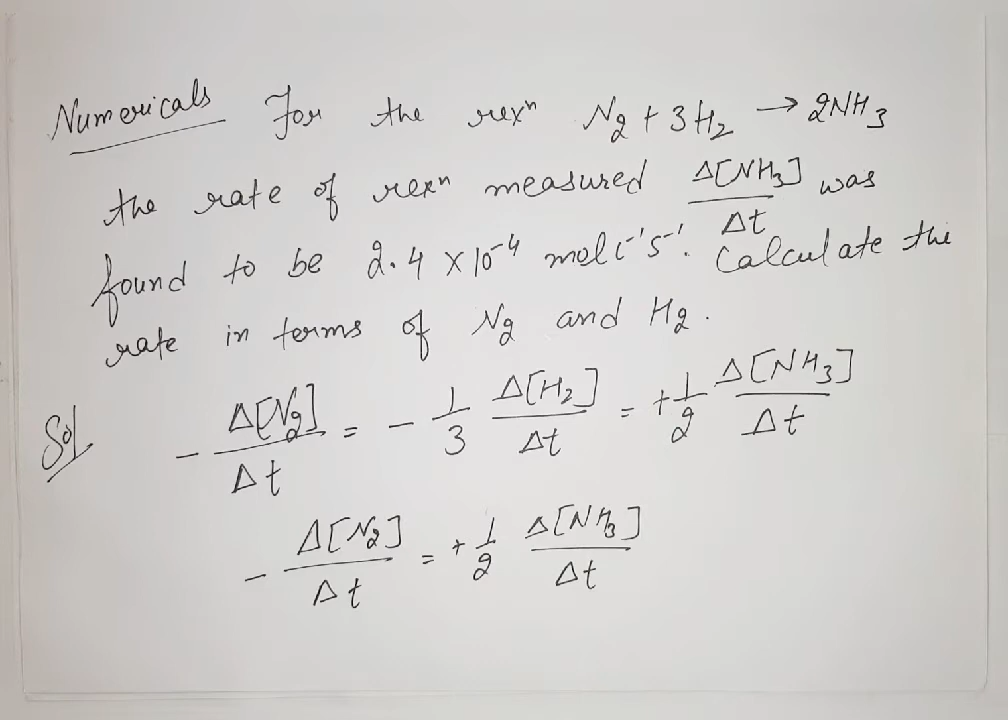 Numericals For the rexn N2 + 3H2 → 2NH3
the rate of rexn measured Δ[NH3]/Δt was
found to be 2.4 × 10^-4 mol L^-1 s^-1. Calculate the
rate in terms of N2 and H2.
Sol - Δ[N2]/Δt = - 1/3 Δ[H2]/Δt = + 1/2 Δ[NH3]/Δt
- Δ[N2]/Δt = + 1/2 Δ[NH3]/Δt